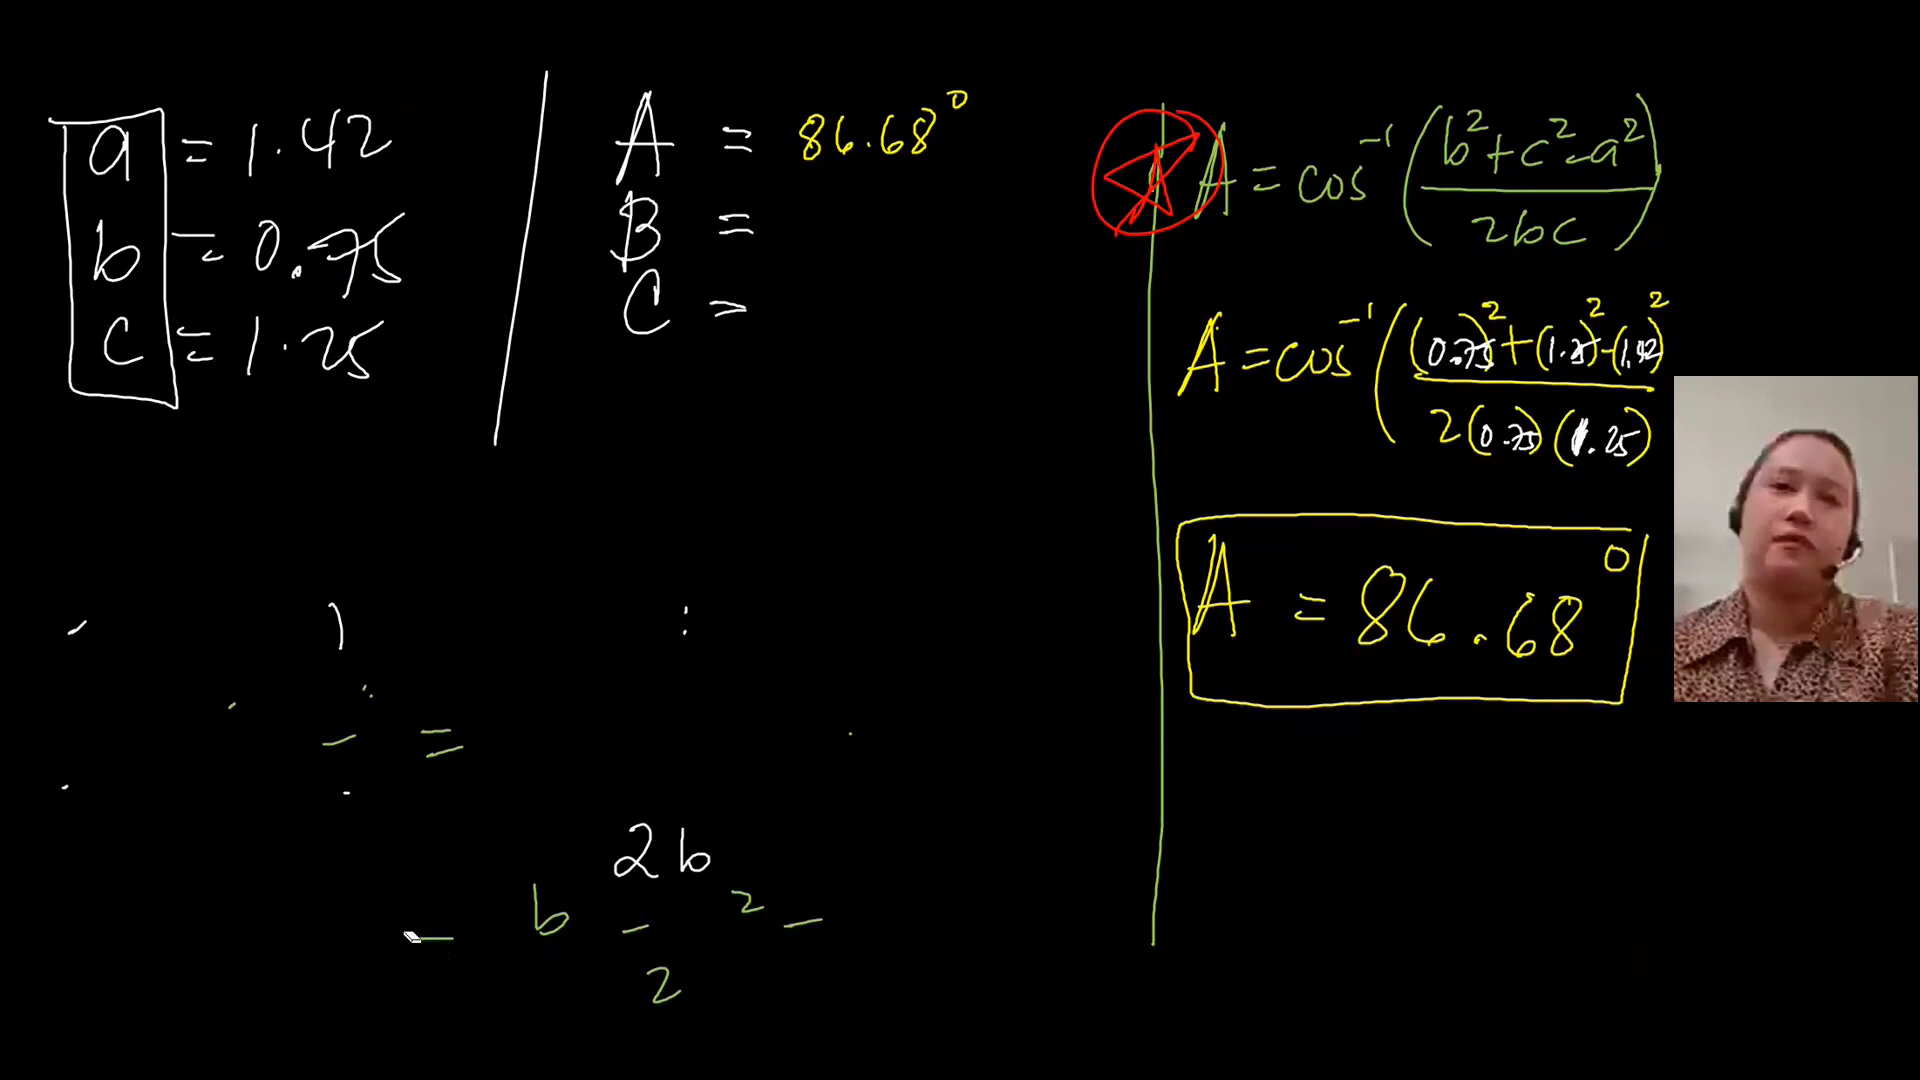 a = 1.42
b = 0.75
c = 1.25
A = 86.68°
B =
C =
A = cos⁻¹ (b² + c² - a² / 2bc)
A = cos⁻¹ ((0.75)² + (1.25)² - (1.42)² / 2(0.75)(1.25)
A = 86.68°
=
2b
b - ² -
2